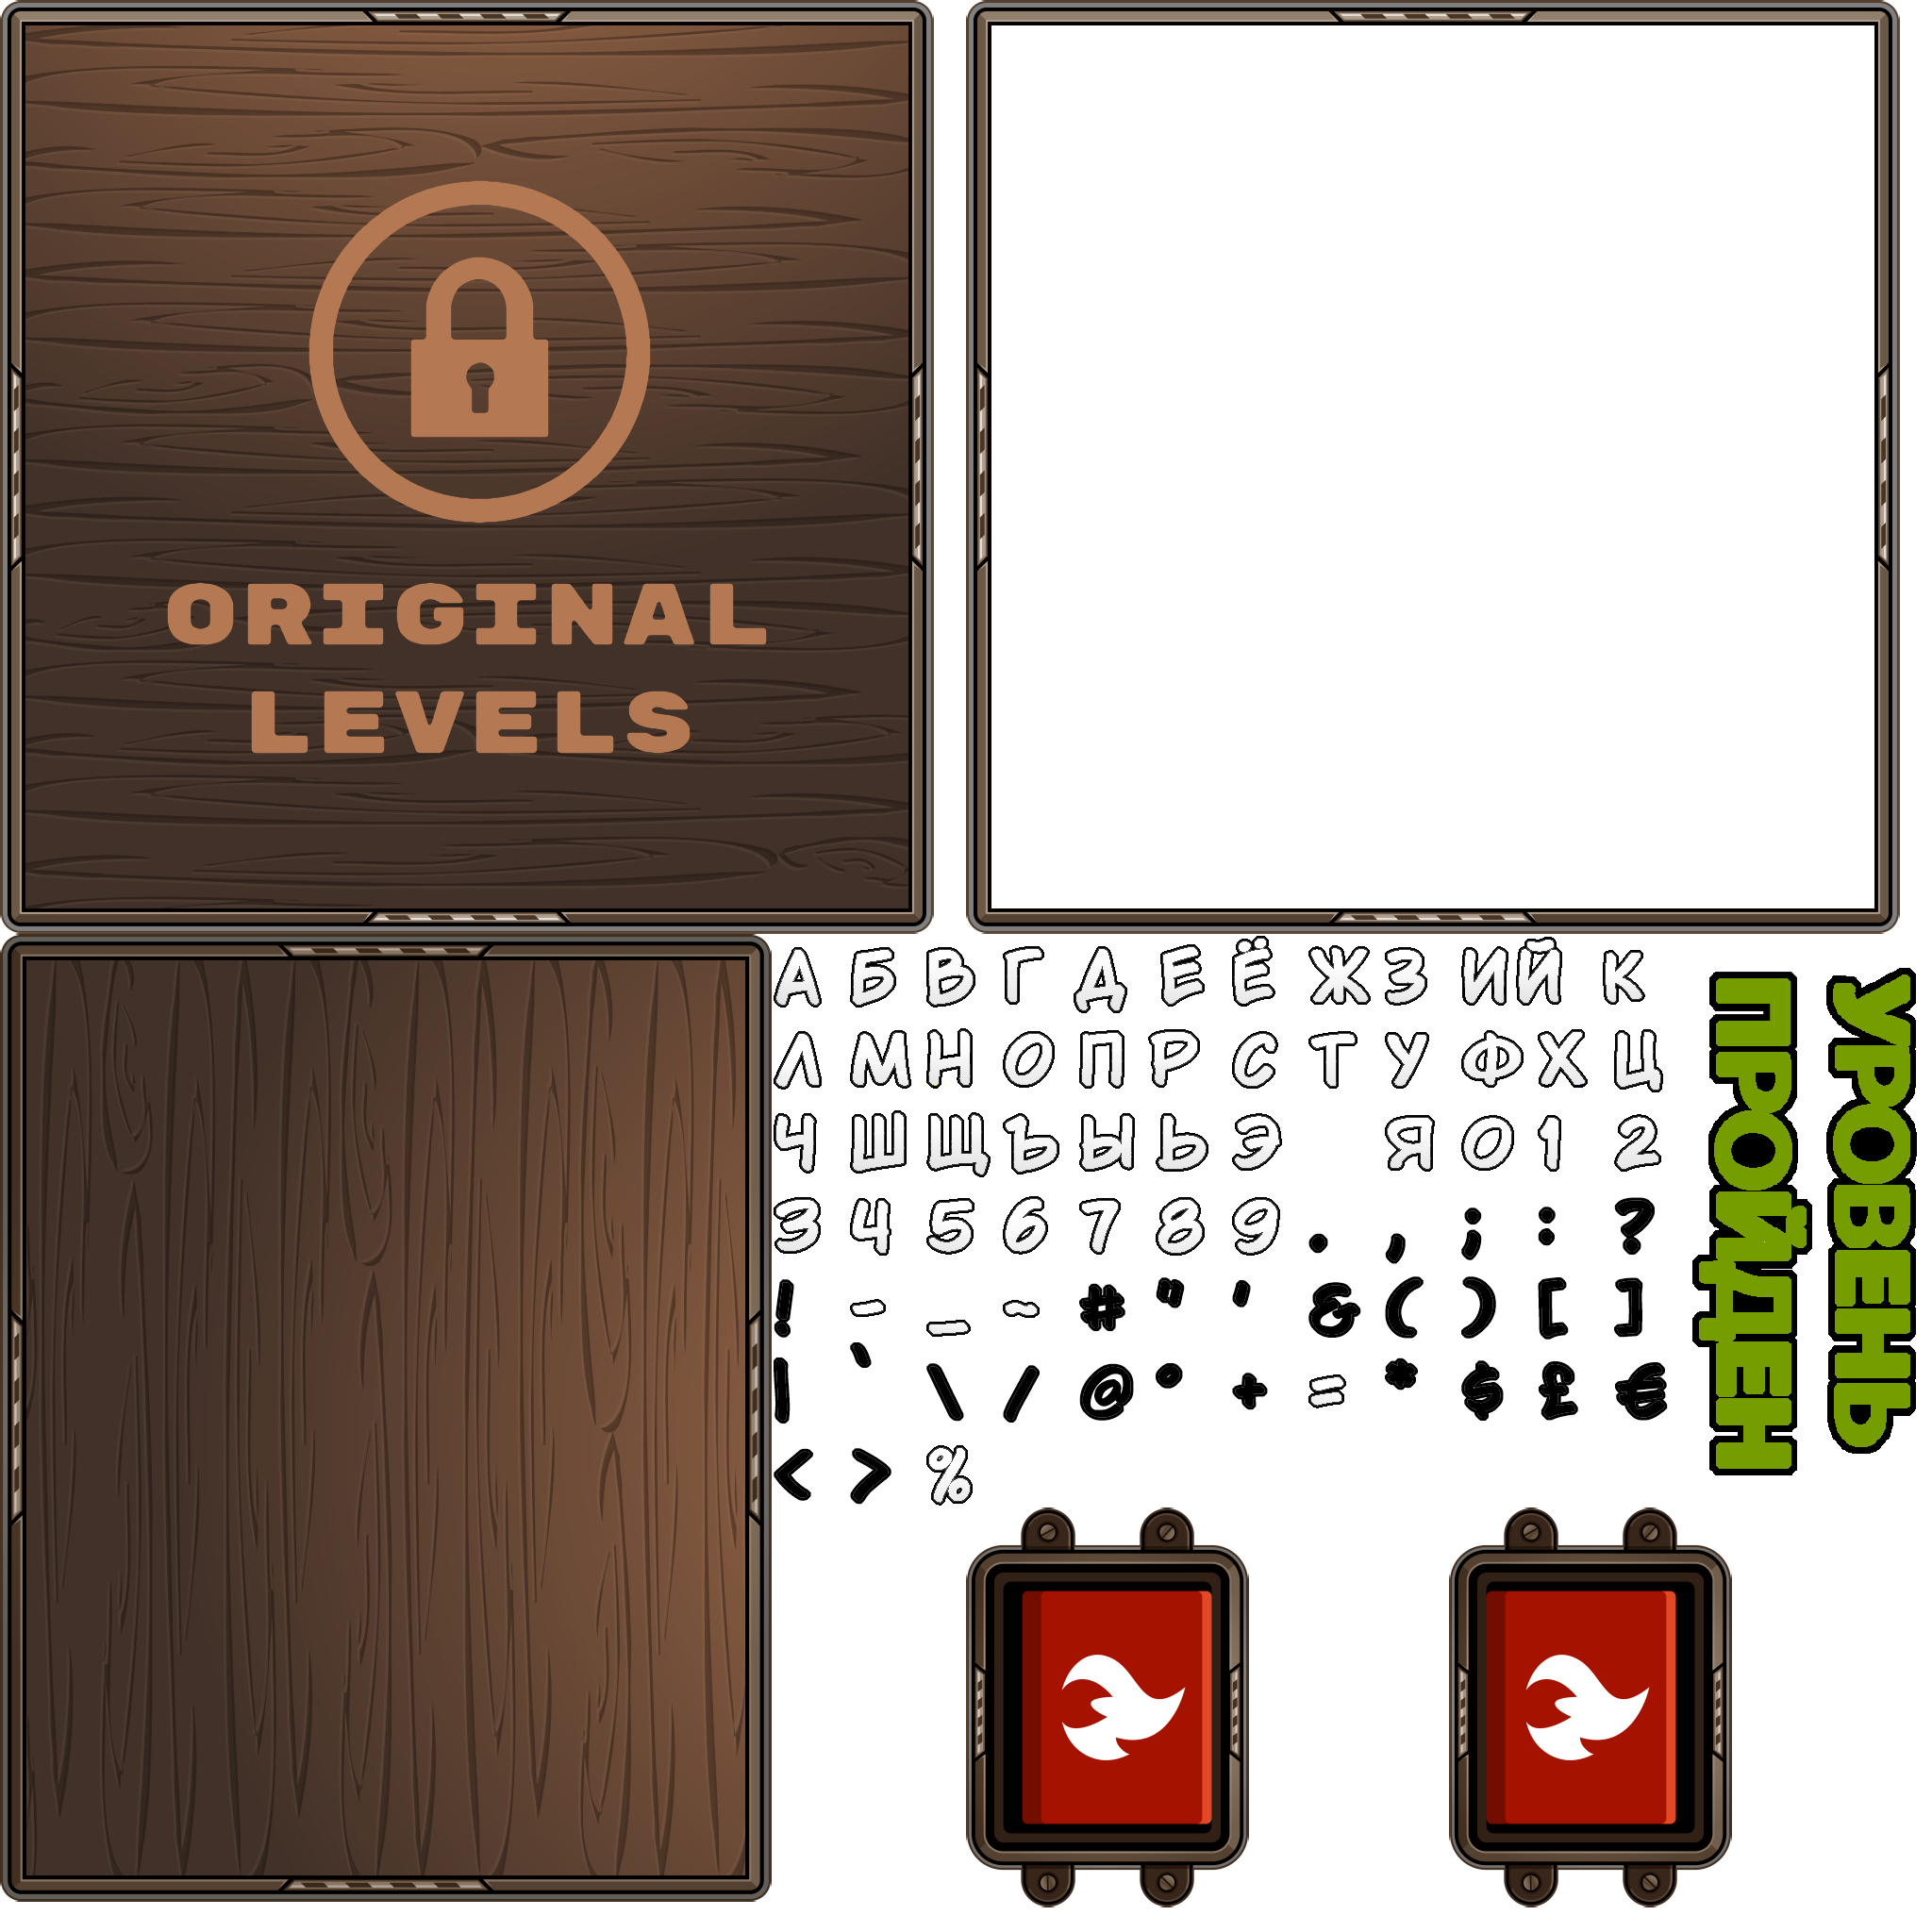 ORIGINAL
LEVELS
А Б В Г Д Е Ё Ж З И Й К
Л М Н О П Р С Т У Ф Х Ц
Ч Ш Щ Ъ Ы Ь Э Я 0 1 2
3 4 5 6 7 8 9 . , ; : ?
! - _ ~ # " ' & ( ) [ ]
| ` \ / @ ° + = * $ £ €
< > %
УРОВЕНЬ
ПРОЙДЕН